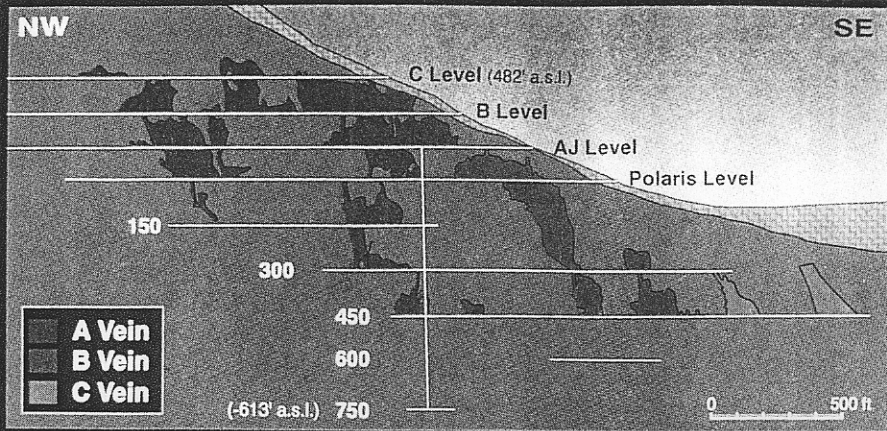 NW
SE
C Level (482' a.s.l.)
B Level
AJ Level
Polaris Level
150
300
450
600
(-613' a.s.l.) 750
A Vein
B Vein
C Vein
0 500 ft.